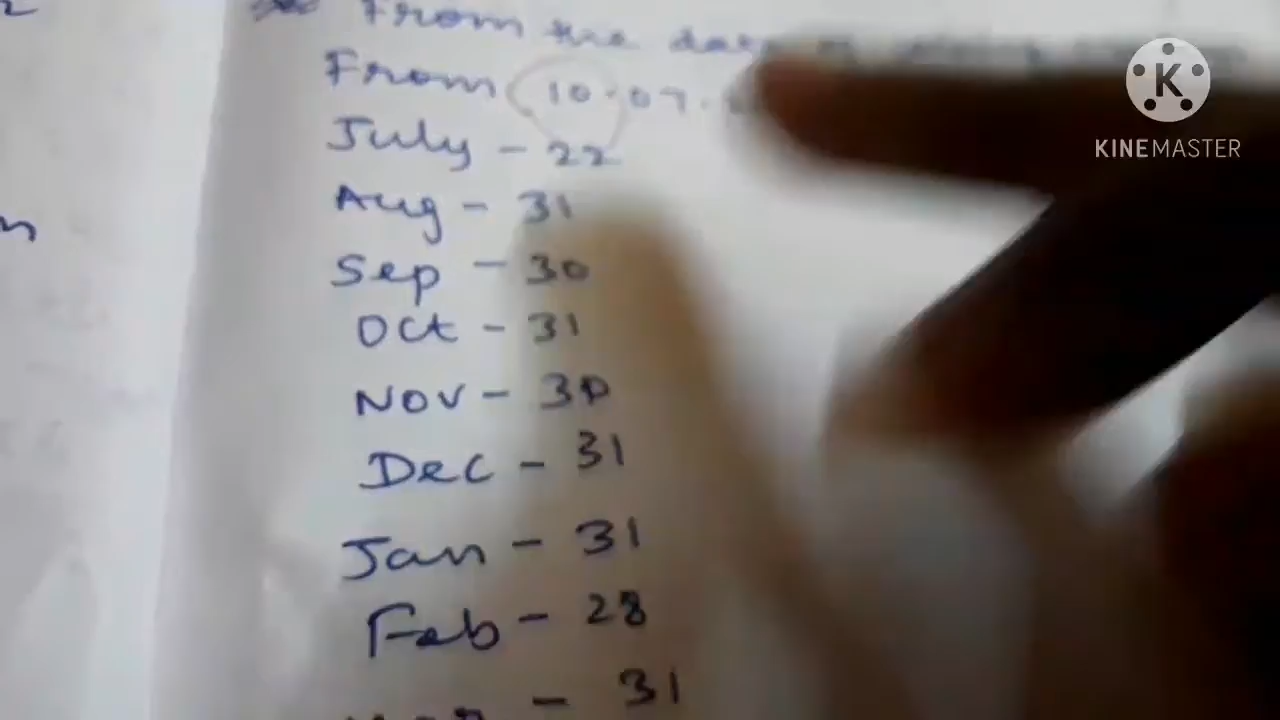 From the date
From 10.07.
July - 22
Aug - 31
Sep - 30
Oct - 31
Nov - 30
Dec - 31
Jan - 31
Feb - 28
- 31
K
KINEMASTER